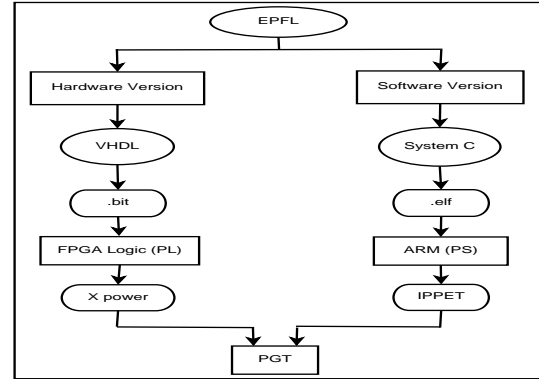 EPFL
Hardware Version
Software Version
VHDL
System C
.bit
.elf
FPGA Logic (PL)
ARM (PS)
X power
IPPET
PGT